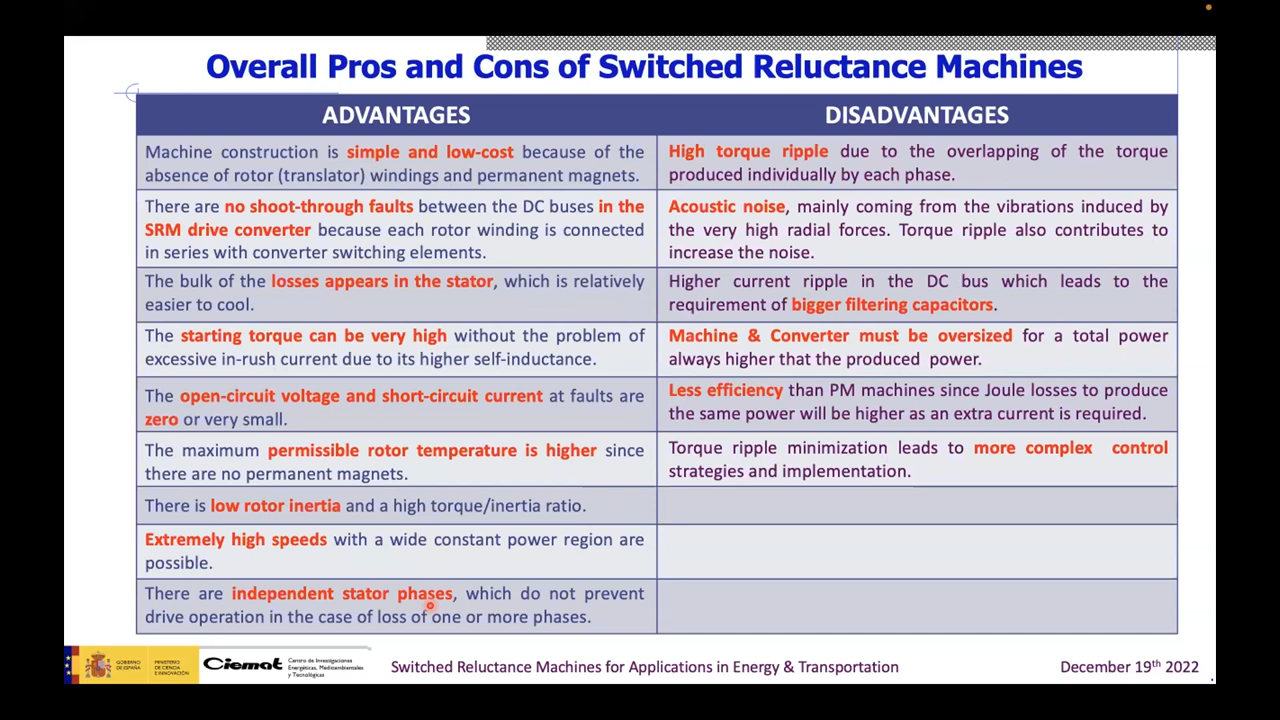 Overall Pros and Cons of Switched Reluctance Machines
ADVANTAGES
DISADVANTAGES
Machine construction is simple and low-cost because of the
absence of rotor (translator) windings and permanent magnets.
High torque ripple due to the overlapping of the torque
produced individually by each phase.
There are no shoot-through faults between the DC buses in the
SRM drive converter because each rotor winding is connected
in series with converter switching elements.
Acoustic noise, mainly coming from the vibrations induced by
the very high radial forces. Torque ripple also contributes to
increase the noise.
The bulk of the losses appears in the stator, which is relatively
easier to cool.
Higher current ripple in the DC bus which leads to the
requirement of bigger filtering capacitors.
The starting torque can be very high without the problem of
excessive in-rush current due to its higher self-inductance.
Machine & Converter must be oversized for a total power
always higher that the produced power.
The open-circuit voltage and short-circuit current at faults are
zero or very small.
Less efficiency than PM machines since Joule losses to produce
the same power will be higher as an extra current is required.
The maximum permissible rotor temperature is higher since
there are no permanent magnets.
Torque ripple minimization leads to more complex control
strategies and implementation.
There is low rotor inertia and a high torque/inertia ratio.
Extremely high speeds with a wide constant power region are
possible.
There are independent stator phases, which do not prevent
drive operation in the case of loss of one or more phases.
GOBIERNO
DE ESPAÑA
MINISTERIO
DE CIENCIA
E INNOVACIÓN
Ciemat
Centro de Investigaciones
Energéticas, Medioambientales
y Tecnológicas
Switched Reluctance Machines for Applications in Energy & Transportation
December 19th 2022